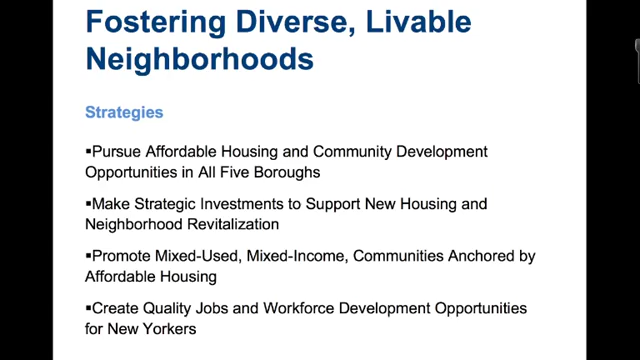 Fostering Diverse, Livable
Neighborhoods
Strategies
▪Pursue Affordable Housing and Community Development
Opportunities in All Five Boroughs
▪Make Strategic Investments to Support New Housing and
Neighborhood Revitalization
▪Promote Mixed-Used, Mixed-Income, Communities Anchored by
Affordable Housing
▪Create Quality Jobs and Workforce Development Opportunities
for New Yorkers